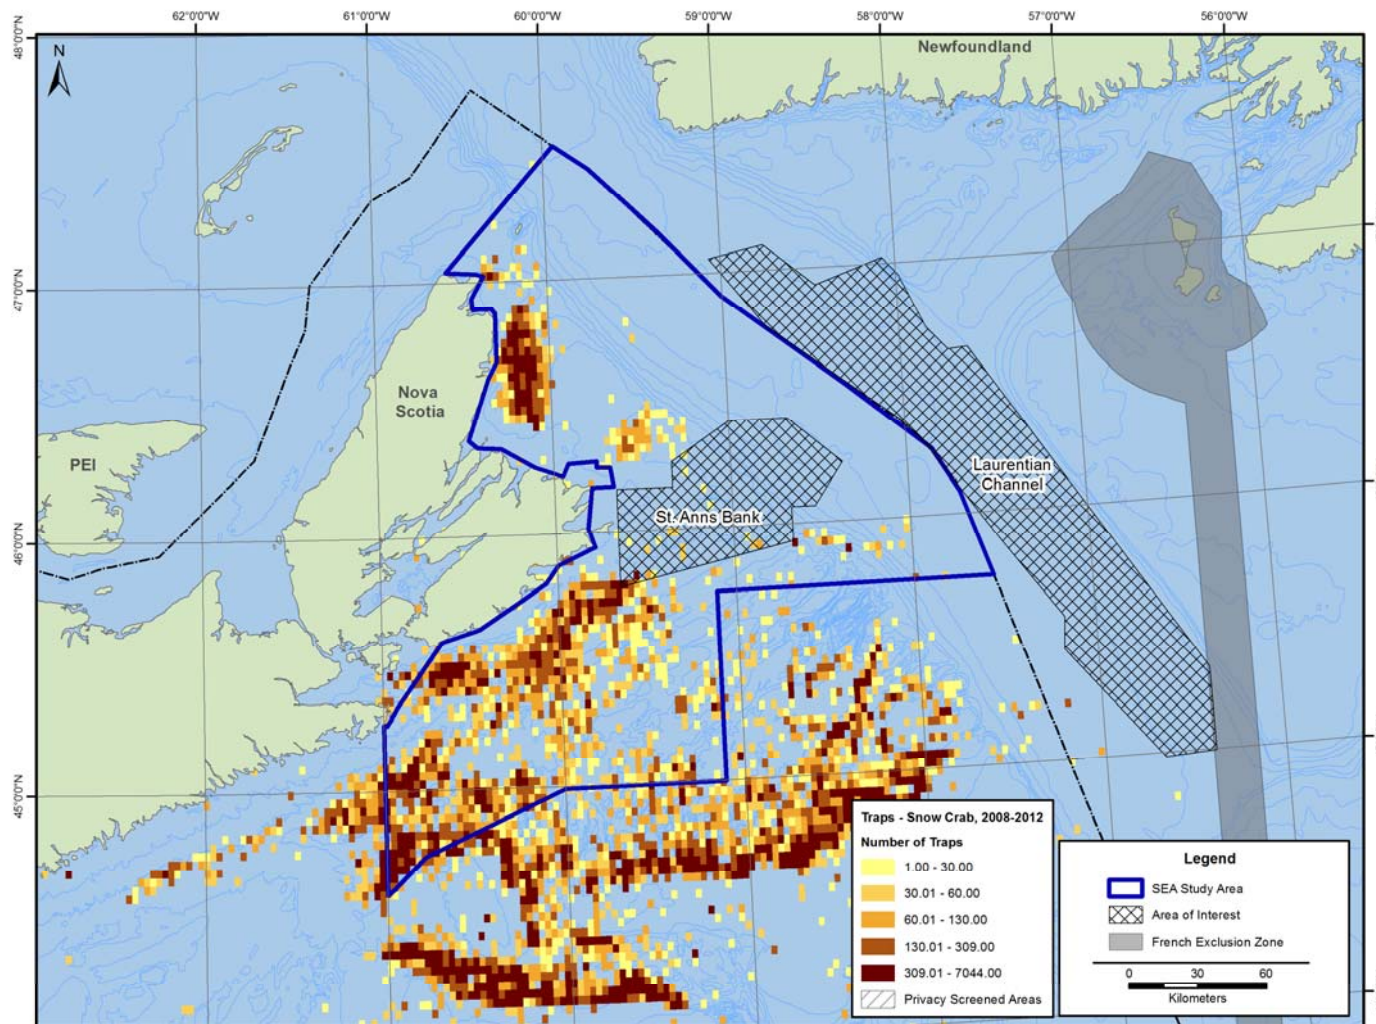 62°0'0"W
61°0'0"W
60°0'0"W
59°0'0"W
58°0'0"W
57°0'0"W
56°0'0"W
48°0'0"N
N
Newfoundland
47°0'0"N
Nova
Scotia
PEI
Laurentian
Channel
St. Anns Bank
46°0'0"N
45°0'0"N
Traps - Snow Crab, 2008-2012
Number of Traps
1.00 - 30.00
30.01 - 60.00
60.01 - 130.00
130.01 - 309.00
309.01 - 7044.00
Privacy Screened Areas
Legend
SEA Study Area
Area of Interest
French Exclusion Zone
0 30 60
Kilometers